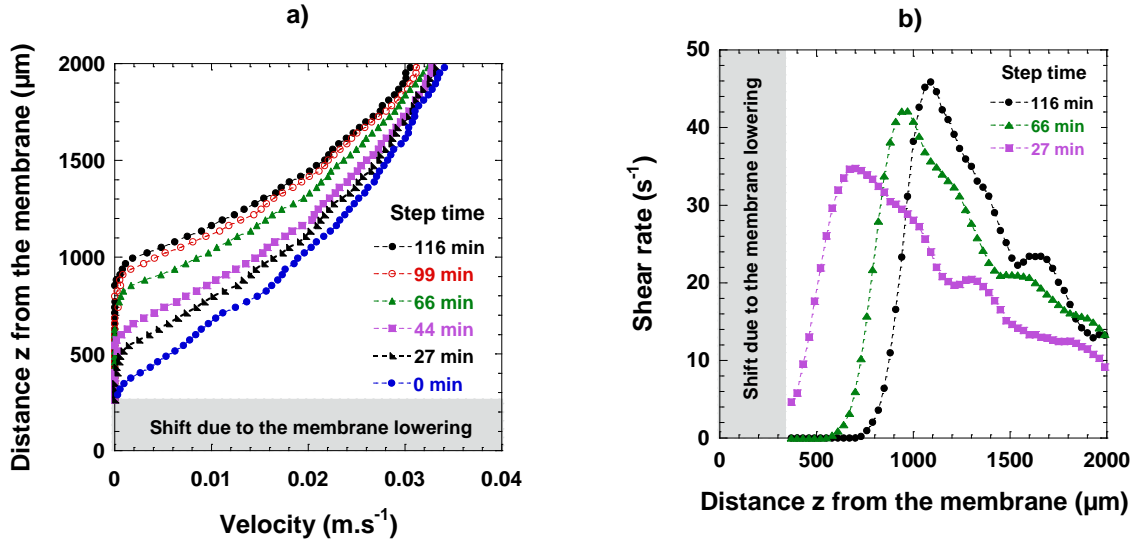 a)
Distance z from the membrane (µm)
2000
1500
1000
500
0
Step time
116 min
99 min
66 min
44 min
27 min
0 min
Shift due to the membrane lowering
0
0.01
0.02
0.03
0.04
Velocity (m.s⁻¹)
b)
Shear rate (s⁻¹)
50
40
30
20
10
0
Shift due to the membrane lowering
Step time
116 min
66 min
27 min
0
500
1000
1500
2000
Distance z from the membrane (µm)